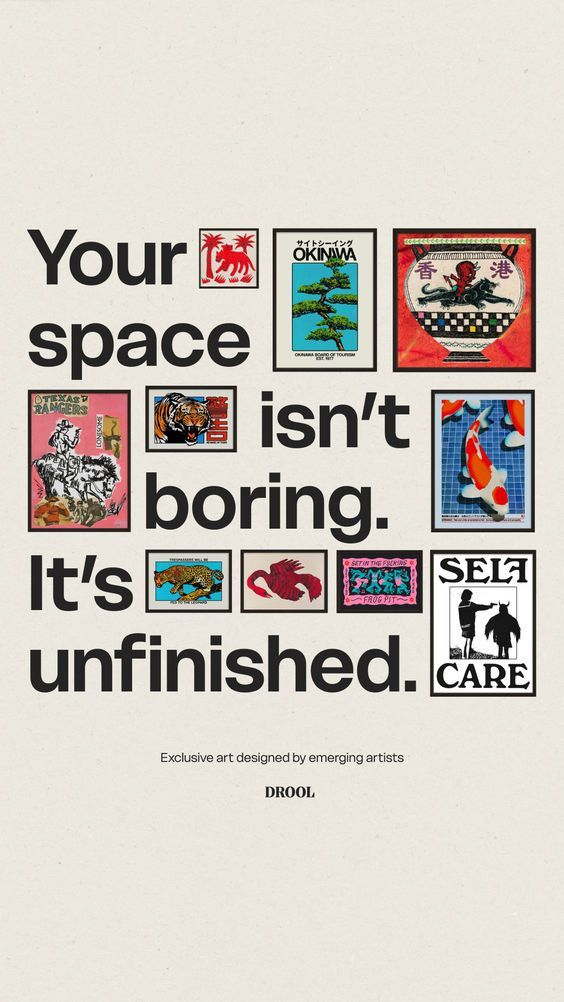 Your
サイトシーイング
OKINAWA
OKINAWA BOARD OF TOURISM
EST. 1977
香 港
space
TEXAS
RANGERS
LONESOME
isn't
boring.
It's
TRESPASSERS WILL BE
FED TO THE LEOPARD
GET IN THE F%CKING
FROG PIT
SELF
CARE
unfinished.
Exclusive art designed by emerging artists
DROOL